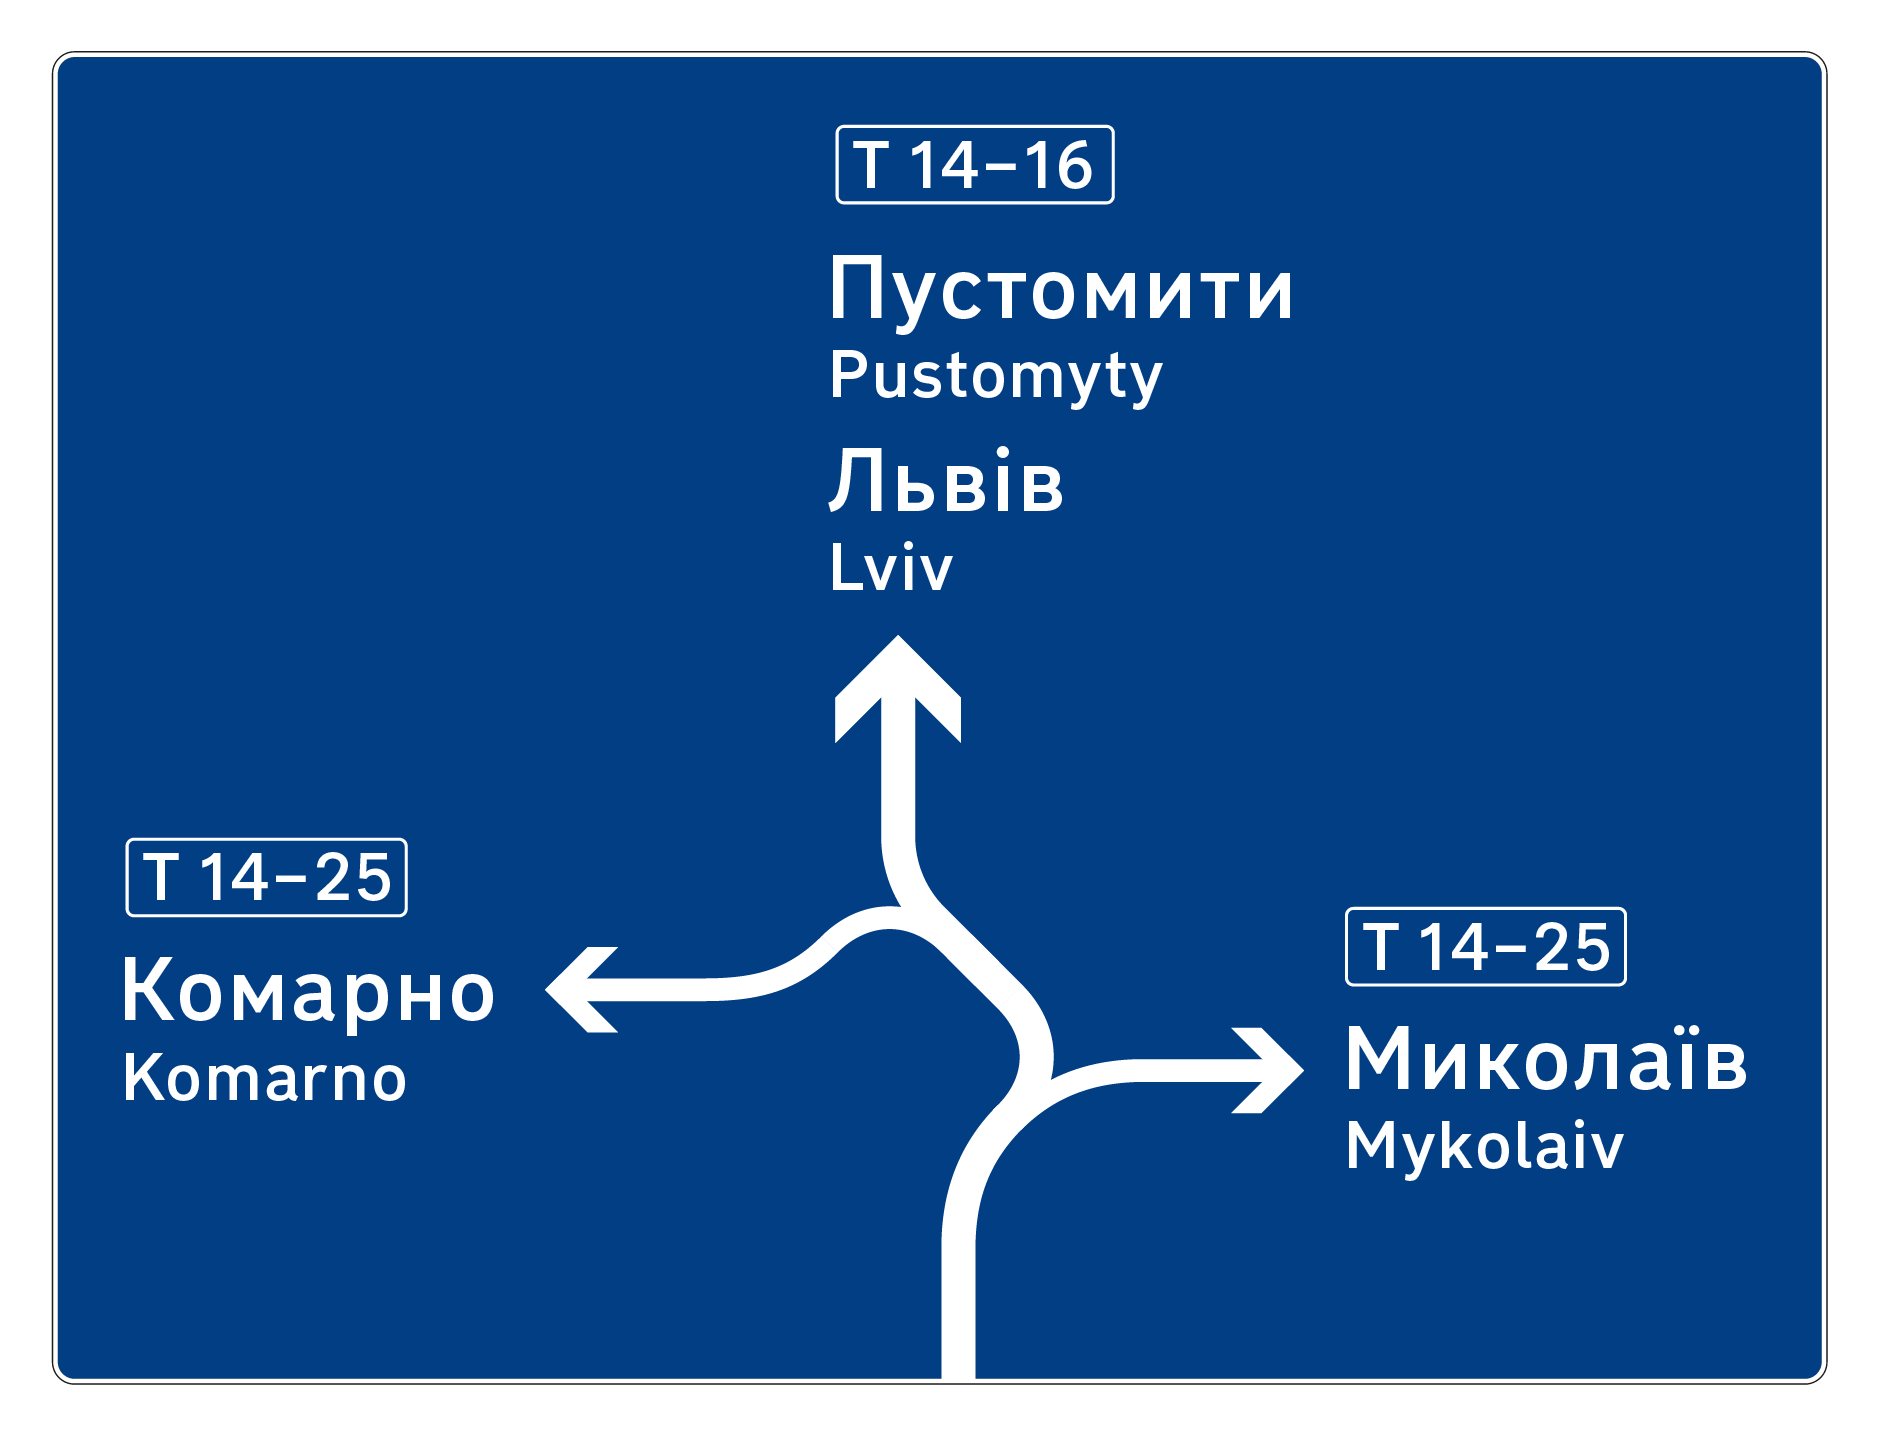 Т 14–16
Пустомити
Pustomyty
Львів
Lviv
Т 14–25
Комарно
Komarno
Т 14–25
Миколаїв
Mykolaiv